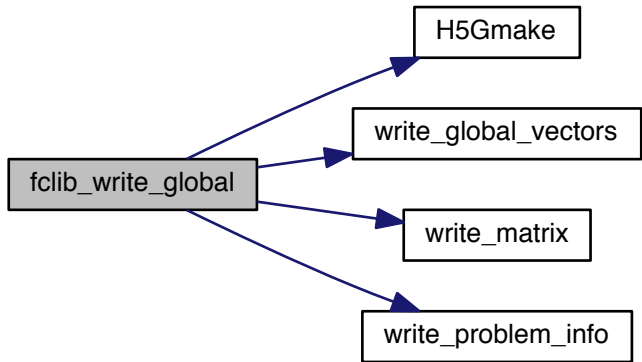 H5Gmake
write_global_vectors
fclib_write_global
write_matrix
write_problem_info